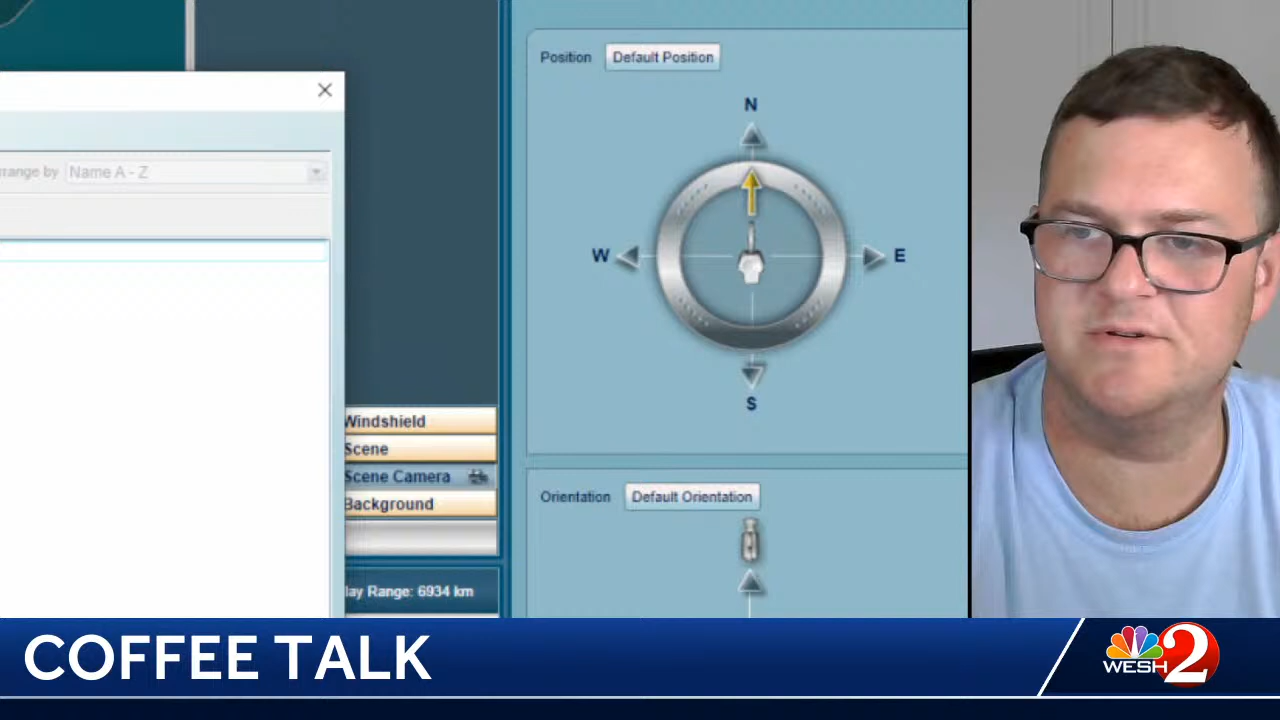 Position Default Position
N
range by Name A - Z
W E
S
Windshield
Scene
Scene Camera
Background
Orientation Default Orientation
lay Range: 6934 km
COFFEE TALK
WESH 2